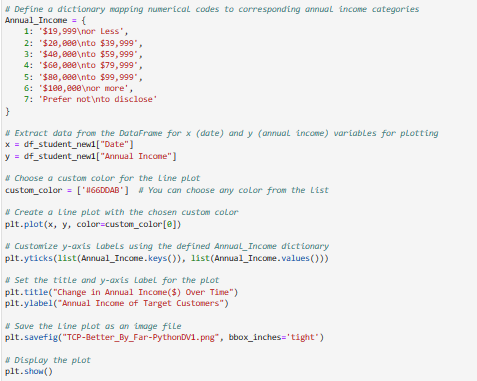 # Define a dictionary mapping numerical codes to corresponding annual income categories
Annual_Income = {
    1: '$19,999\nor Less',
    2: '$20,000\nto $39,999',
    3: '$40,000\nto $59,999',
    4: '$60,000\nto $79,999',
    5: '$80,000\nto $99,999',
    6: '$100,000\nor more',
    7: 'Prefer not\nto disclose'
}
# Extract data from the DataFrame for x (date) and y (annual income) variables for plotting
x = df_student_new1["Date"]
y = df_student_new1["Annual Income"]
# Choose a custom color for the line plot
custom_color = ['#66DDAB']  # You can choose any color from the list
# Create a line plot with the chosen custom color
plt.plot(x, y, color=custom_color[0])
# Customize y-axis labels using the defined Annual_Income dictionary
plt.yticks(list(Annual_Income.keys()), list(Annual_Income.values()))
# Set the title and y-axis label for the plot
plt.title("Change in Annual Income($) Over Time")
plt.ylabel("Annual Income of Target Customers")
# Save the line plot as an image file
plt.savefig("TCP-Better_By_Far-PythonDV1.png", bbox_inches='tight')
# Display the plot
plt.show()